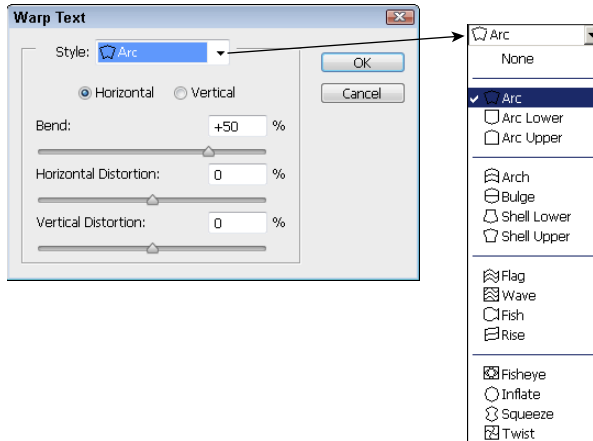 Warp Text
Style: Arc
OK
Horizontal Vertical
Cancel
Bend: +50 %
Horizontal Distortion: 0 %
Vertical Distortion: 0 %
Arc
None
Arc
Arc Lower
Arc Upper
Arch
Bulge
Shell Lower
Shell Upper
Flag
Wave
Fish
Rise
Fisheye
Inflate
Squeeze
Twist